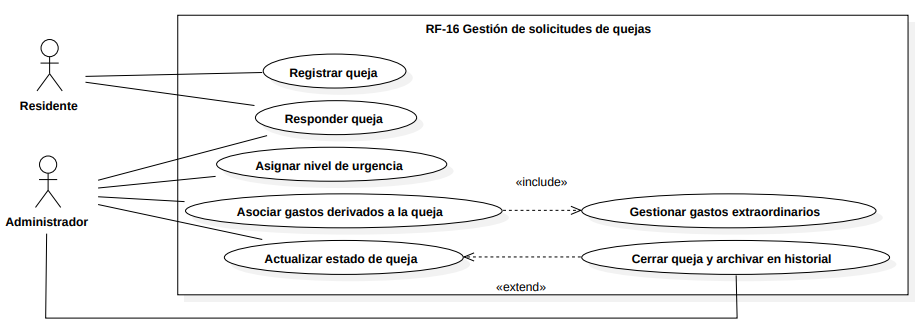 RF-16 Gestión de solicitudes de quejas
Residente
Registrar queja
Responder queja
Administrador
Asignar nivel de urgencia
Asociar gastos derivados a la queja
«include»
Gestionar gastos extraordinarios
Actualizar estado de queja
Cerrar queja y archivar en historial
«extend»